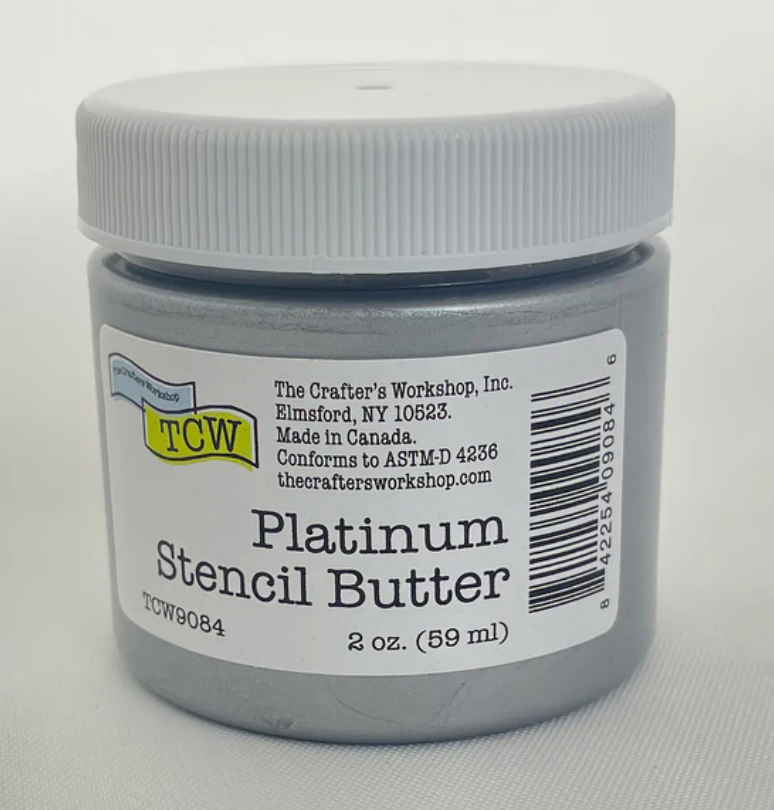 The Crafter's Workshop
TCW
The Crafter's Workshop, Inc.
Elmsford, NY 10523.
Made in Canada.
Conforms to ASTM-D 4236
thecraftersworkshop.com
Platinum
Stencil Butter
TCW9084
2 oz. (59 ml)
8 42254 09084 6